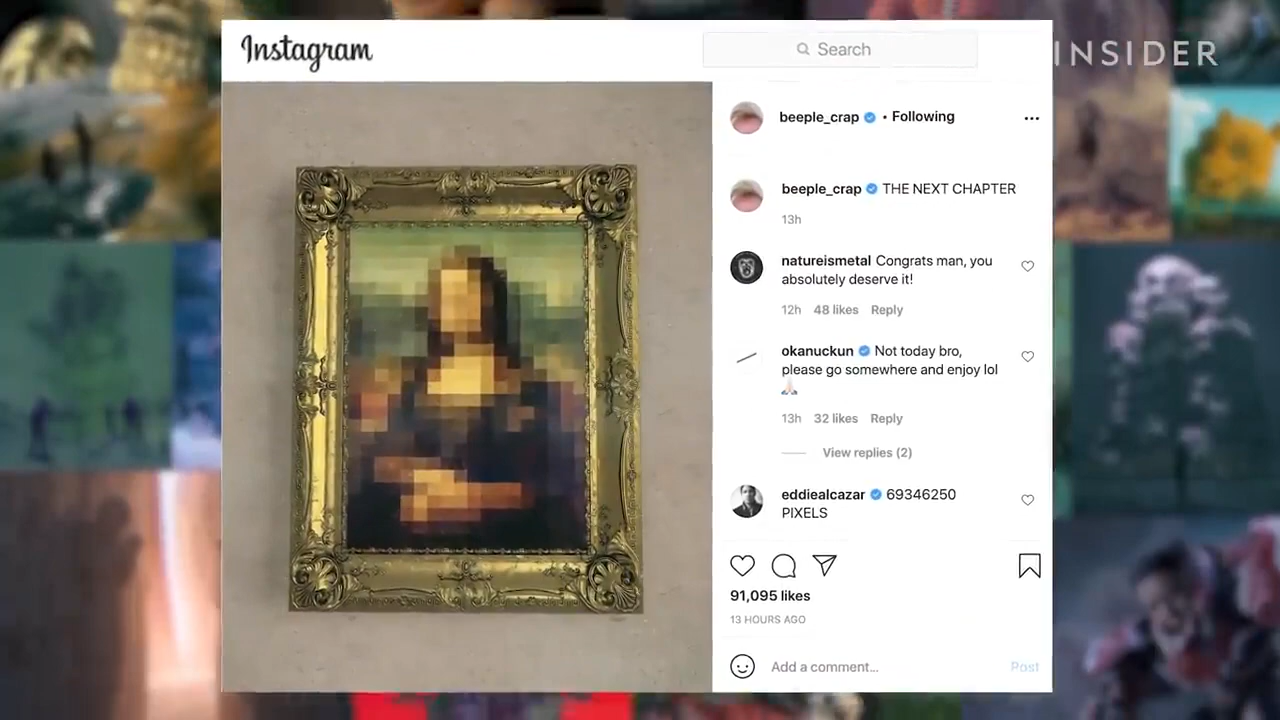 Instagram
Search
INSIDER
beeple_crap • Following
beeple_crap THE NEXT CHAPTER
13h
natureismetal Congrats man, you
absolutely deserve it!
12h 48 likes Reply
okanuckun Not today bro,
please go somewhere and enjoy lol
🙏🏻
13h 32 likes Reply
View replies (2)
eddiealcazar 69346250
PIXELS
91,095 likes
13 HOURS AGO
Add a comment...
Post